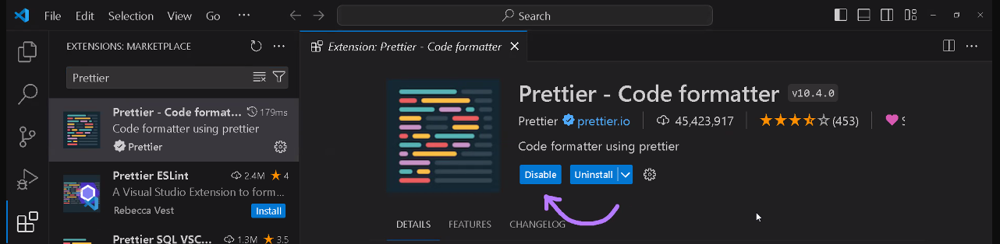 File Edit Selection View Go ··· Search
EXTENSIONS: MARKETPLACE
Extension: Prettier - Code formatter
Prettier
Prettier - Code format... 179ms
Code formatter using prettier
Prettier
Prettier ESLint 2.4M ★ 4
A Visual Studio Extension to form...
Rebecca Vest Install
Prettier SQL VSC... 1.3M ★ 3.5
Prettier - Code formatter v10.4.0
Prettier prettier.io 45,423,917 (453)
Code formatter using prettier
Disable Uninstall
DETAILS FEATURES CHANGELOG